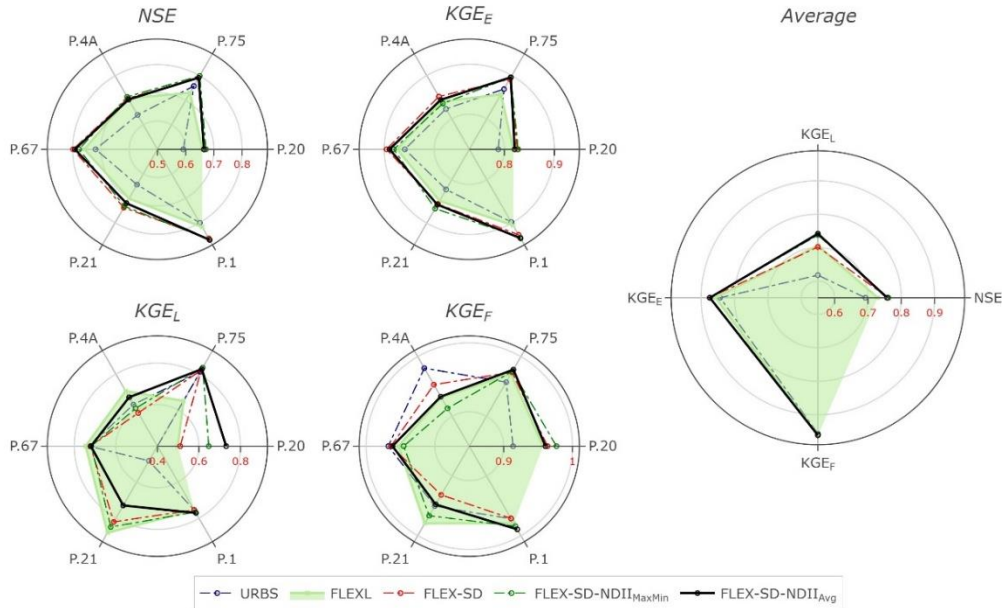 NSE
KGE_E
Average
P.4A
P.75
P.67
P.20
P.21
P.1
0.5
0.6
0.7
0.8
P.4A
P.75
P.67
P.20
P.21
P.1
0.8
0.9
KGE_L
KGE_E
NSE
KGE_F
0.6
0.7
0.8
0.9
KGE_L
KGE_F
P.4A
P.75
P.67
P.20
P.21
P.1
0.4
0.6
0.8
P.4A
P.75
P.67
P.20
P.21
P.1
0.9
1
URBS FLEXL FLEX-SD FLEX-SD-NDII_MaxMin FLEX-SD-NDII_Avg